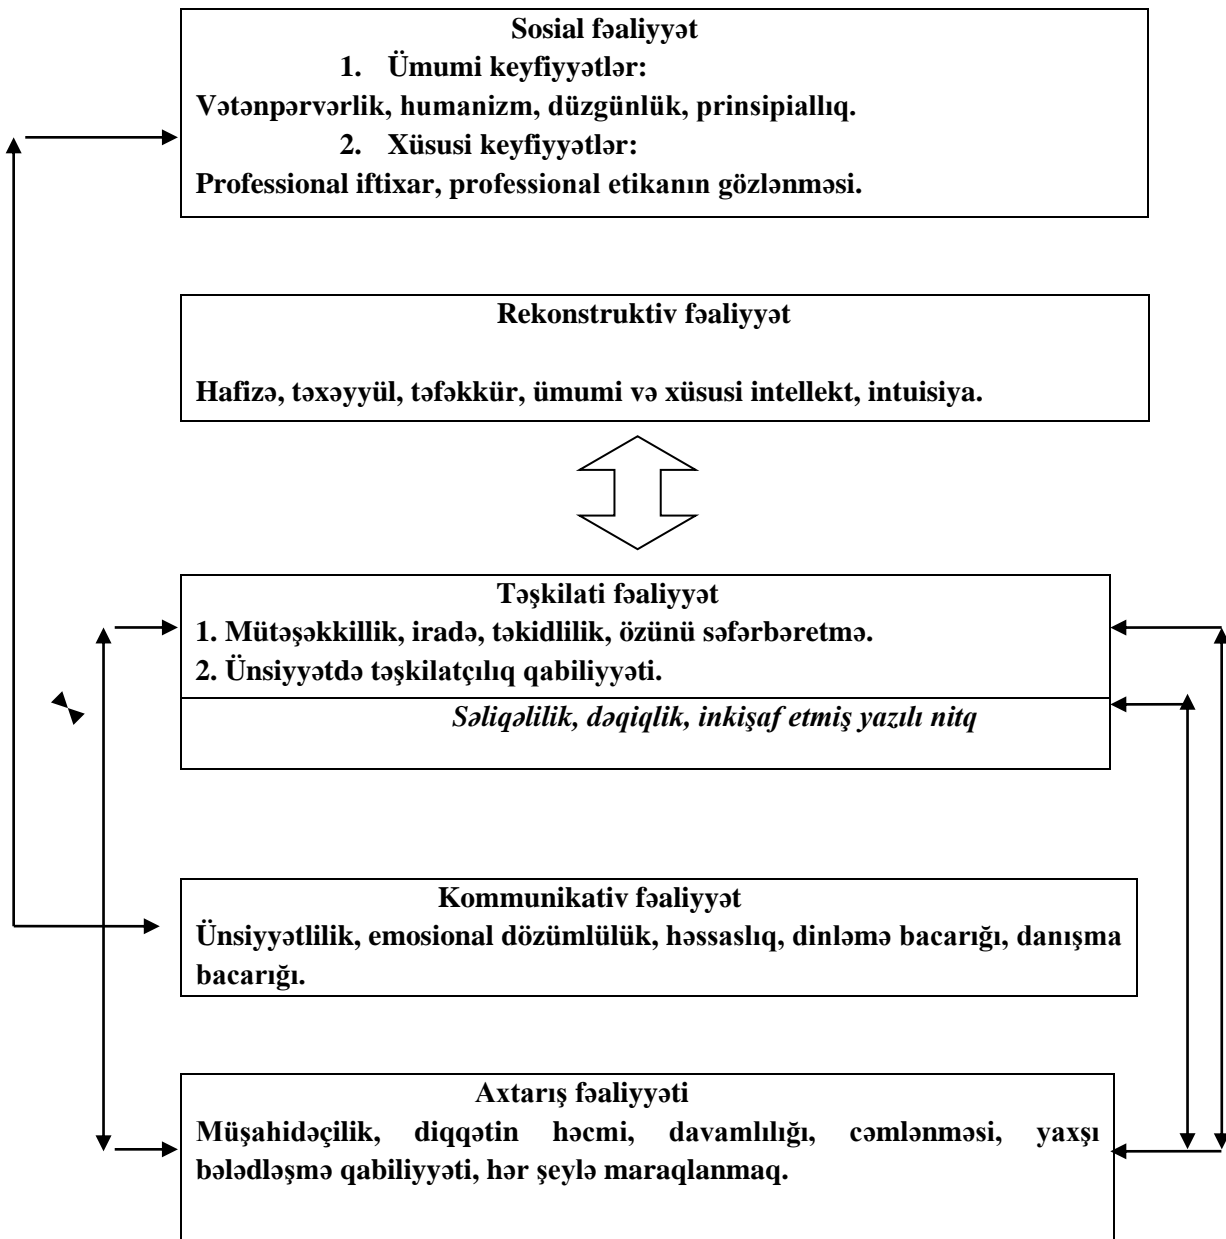 Sosial fəaliyyət
1. Ümumi keyfiyyətlər:
Vətənpərvərlik, humanizm, düzgünlük, prinsipiallıq.
2. Xüsusi keyfiyyətlər:
Professional iftixar, professional etikanın gözlənməsi.
Rekonstruktiv fəaliyyət
Hafizə, təxəyyül, təfəkkür, ümumi və xüsusi intellekt, intuisiya.
Təşkilati fəaliyyət
1. Mütəşəkkillik, iradə, təkidlilik, özünü səfərbəretmə.
2. Ünsiyyətdə təşkilatçılıq qabiliyyəti.
Səliqəlilik, dəqiqlik, inkişaf etmiş yazılı nitq
Kommunikativ fəaliyyət
Ünsiyyətlilik, emosional dözümlülük, həssaslıq, dinləmə bacarığı, danışma
bacarığı.
Axtarış fəaliyyəti
Müşahidəçilik, diqqətin həcmi, davamlılığı, cəmlənməsi, yaxşı
bələdləşmə qabiliyyəti, hər şeylə maraqlanmaq.